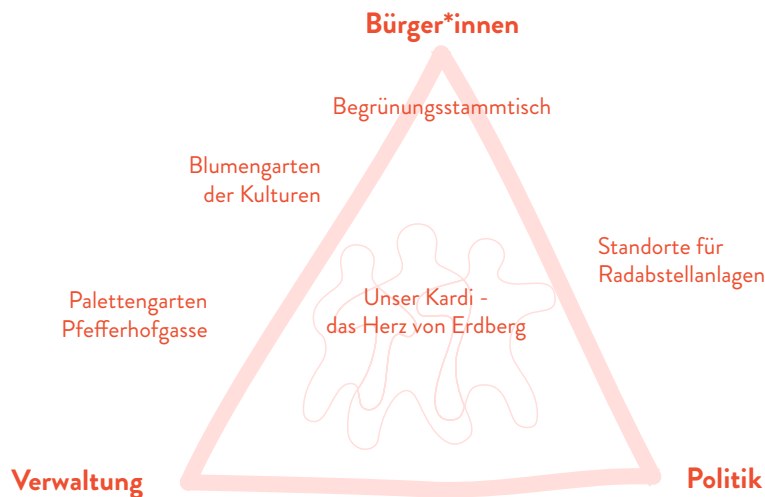 Bürger*innen
Begrünungsstammtisch
Blumengarten
der Kulturen
Standorte für
Radabstellanlagen
Palettengarten
Pfefferhofgasse
Unser Kardi -
das Herz von Erdberg
Verwaltung
Politik